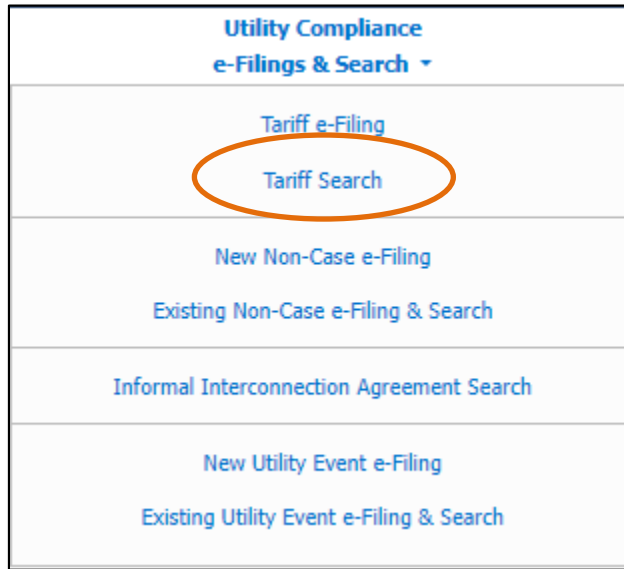 Utility Compliance
e-Filings & Search
Tariff e-Filing
Tariff Search
New Non-Case e-Filing
Existing Non-Case e-Filing & Search
Informal Interconnection Agreement Search
New Utility Event e-Filing
Existing Utility Event e-Filing & Search